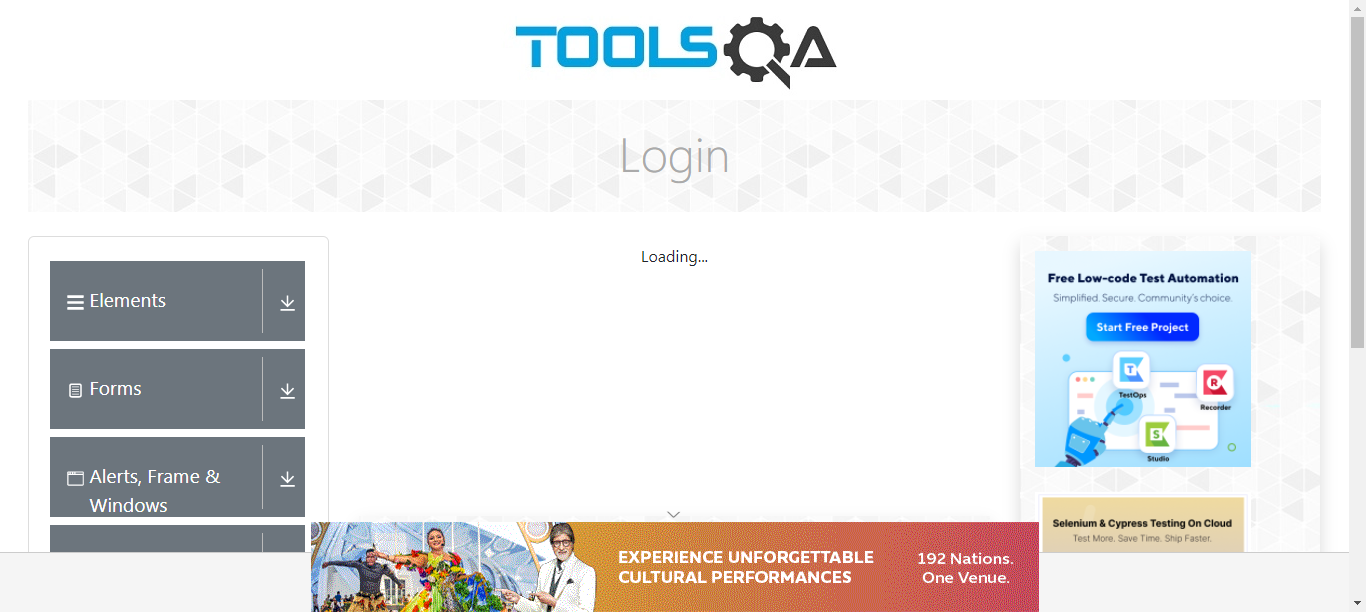 TOOLSQA
Login
Elements
Forms
Alerts, Frame &
Windows
Loading...
Free Low-code Test Automation
Simplified. Secure. Community's choice.
Start Free Project
T
TestOps
R
Recorder
S
Studio
Selenium & Cypress Testing On Cloud
Test More. Save Time. Ship Faster.
EXPERIENCE UNFORGETTABLE
CULTURAL PERFORMANCES
192 Nations.
One Venue.